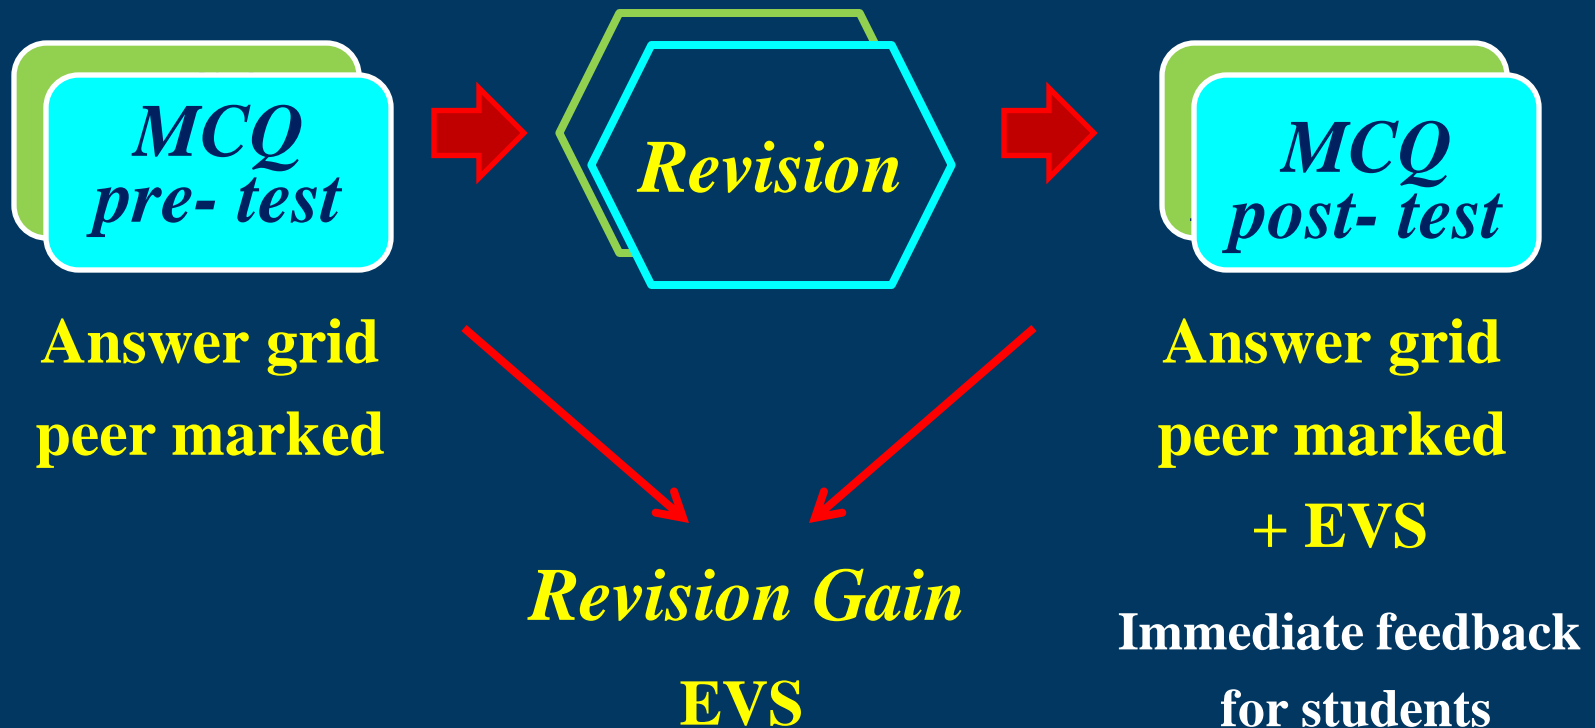 MCQ
pre- test
Revision
MCQ
post- test
Answer grid
peer marked
Answer grid
peer marked
+ EVS
Immediate feedback
for students
Revision Gain
EVS